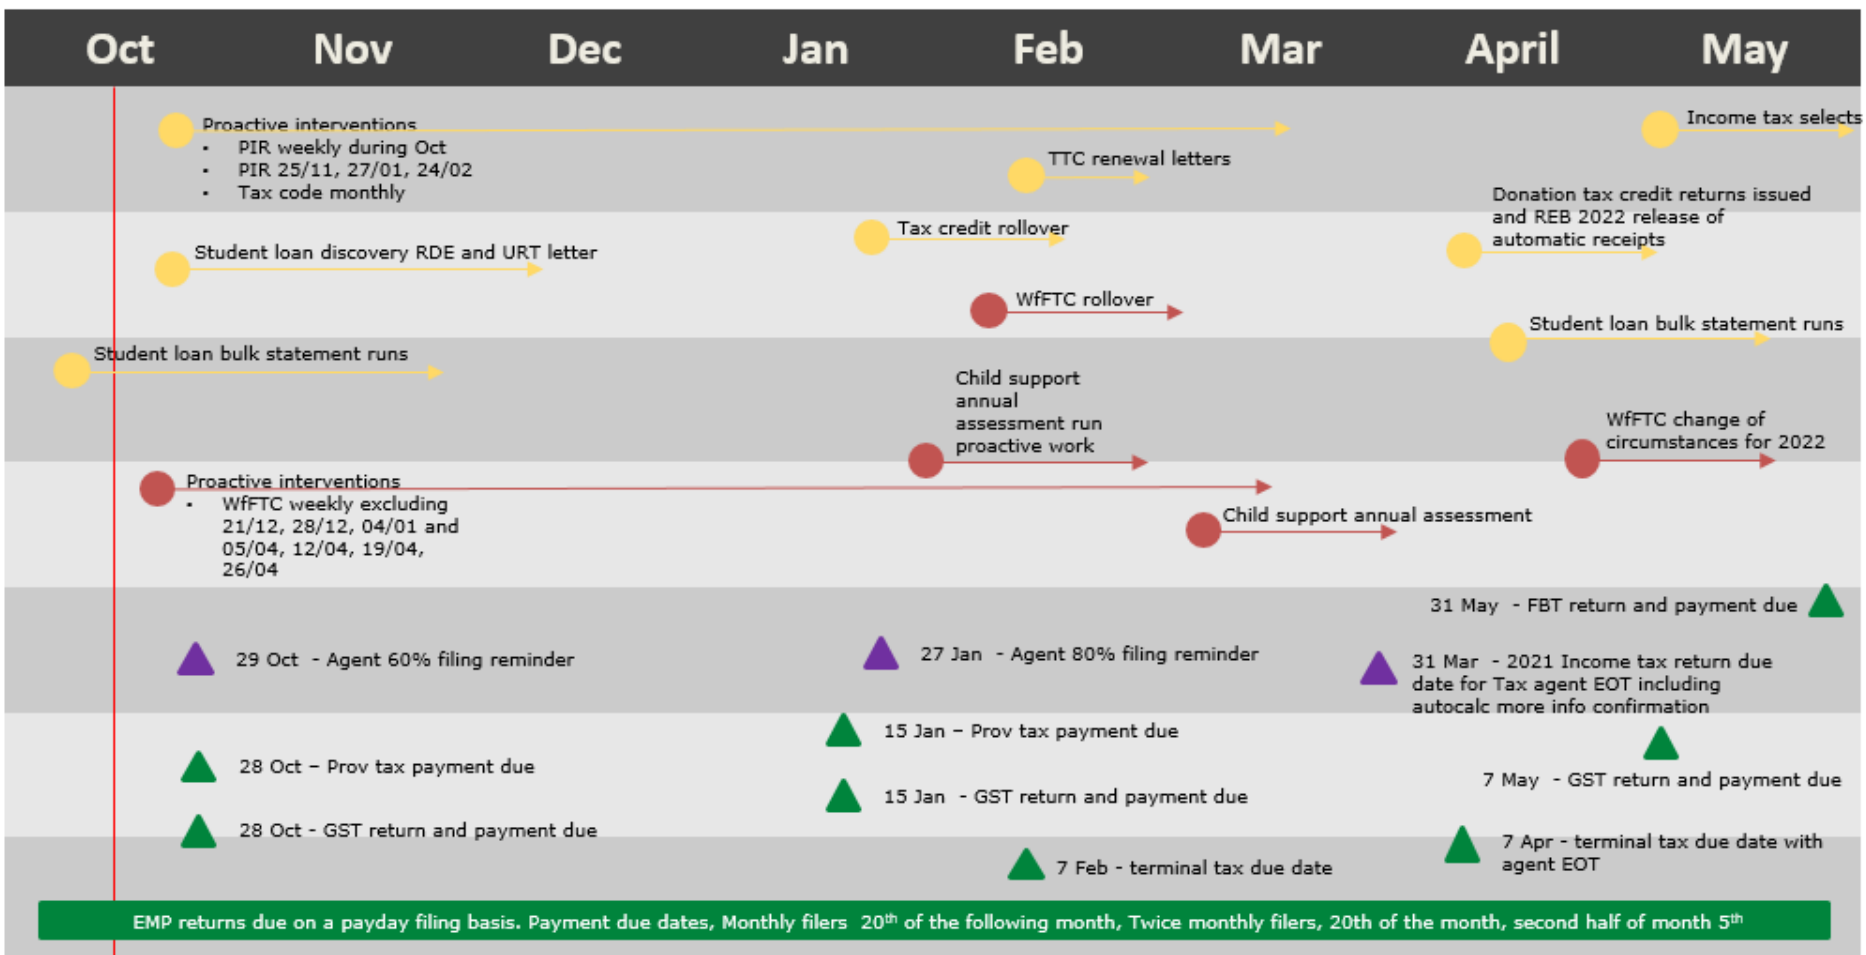 Oct Nov Dec Jan Feb Mar April May
Proactive interventions
▪ PIR weekly during Oct
▪ PIR 25/11, 27/01, 24/02
▪ Tax code monthly
Income tax selects
TTC renewal letters
Donation tax credit returns issued
and REB 2022 release of
automatic receipts
Tax credit rollover
Student loan discovery RDE and URT letter
WfFTC rollover
Student loan bulk statement runs
Student loan bulk statement runs
Child support
annual
assessment run
proactive work
WfFTC change of
circumstances for 2022
Proactive interventions
▪ WfFTC weekly excluding
21/12, 28/12, 04/01 and
05/04, 12/04, 19/04,
26/04
Child support annual assessment
31 May - FBT return and payment due
29 Oct - Agent 60% filing reminder
27 Jan - Agent 80% filing reminder
31 Mar - 2021 Income tax return due
date for Tax agent EOT including
autocalc more info confirmation
15 Jan – Prov tax payment due
28 Oct – Prov tax payment due
7 May - GST return and payment due
15 Jan - GST return and payment due
28 Oct - GST return and payment due
7 Apr - terminal tax due date with
agent EOT
7 Feb - terminal tax due date
EMP returns due on a payday filing basis. Payment due dates, Monthly filers 20th of the following month, Twice monthly filers, 20th of the month, second half of month 5th